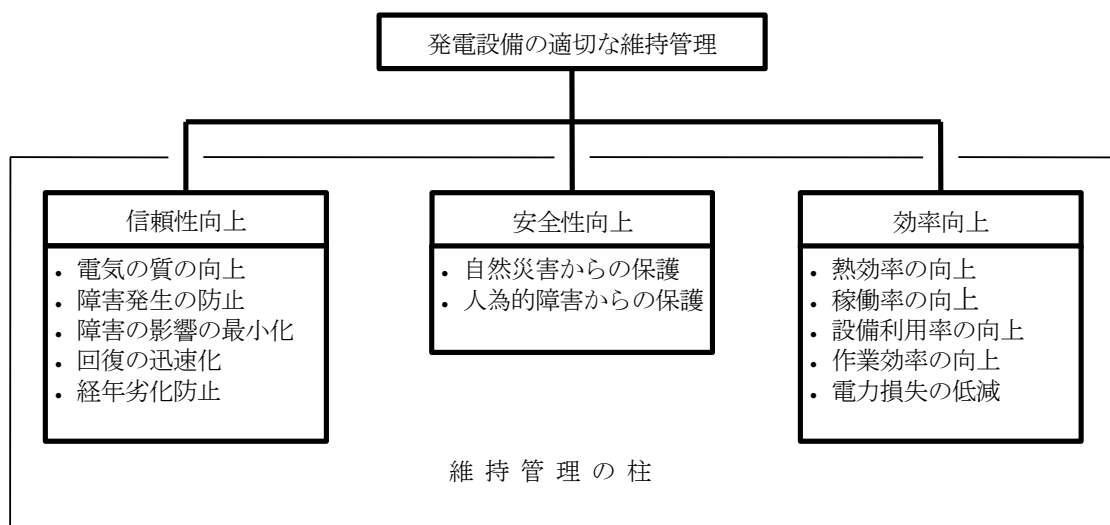 発電設備の適切な維持管理
信頼性向上
・電気の質の向上
・障害発生の防止
・障害の影響の最小化
・回復の迅速化
・経年劣化防止
安全性向上
・自然災害からの保護
・人為的障害からの保護
効率向上
・熱効率の向上
・稼働率の向上
・設備利用率の向上
・作業効率の向上
・電力損失の低減
維持管理の柱